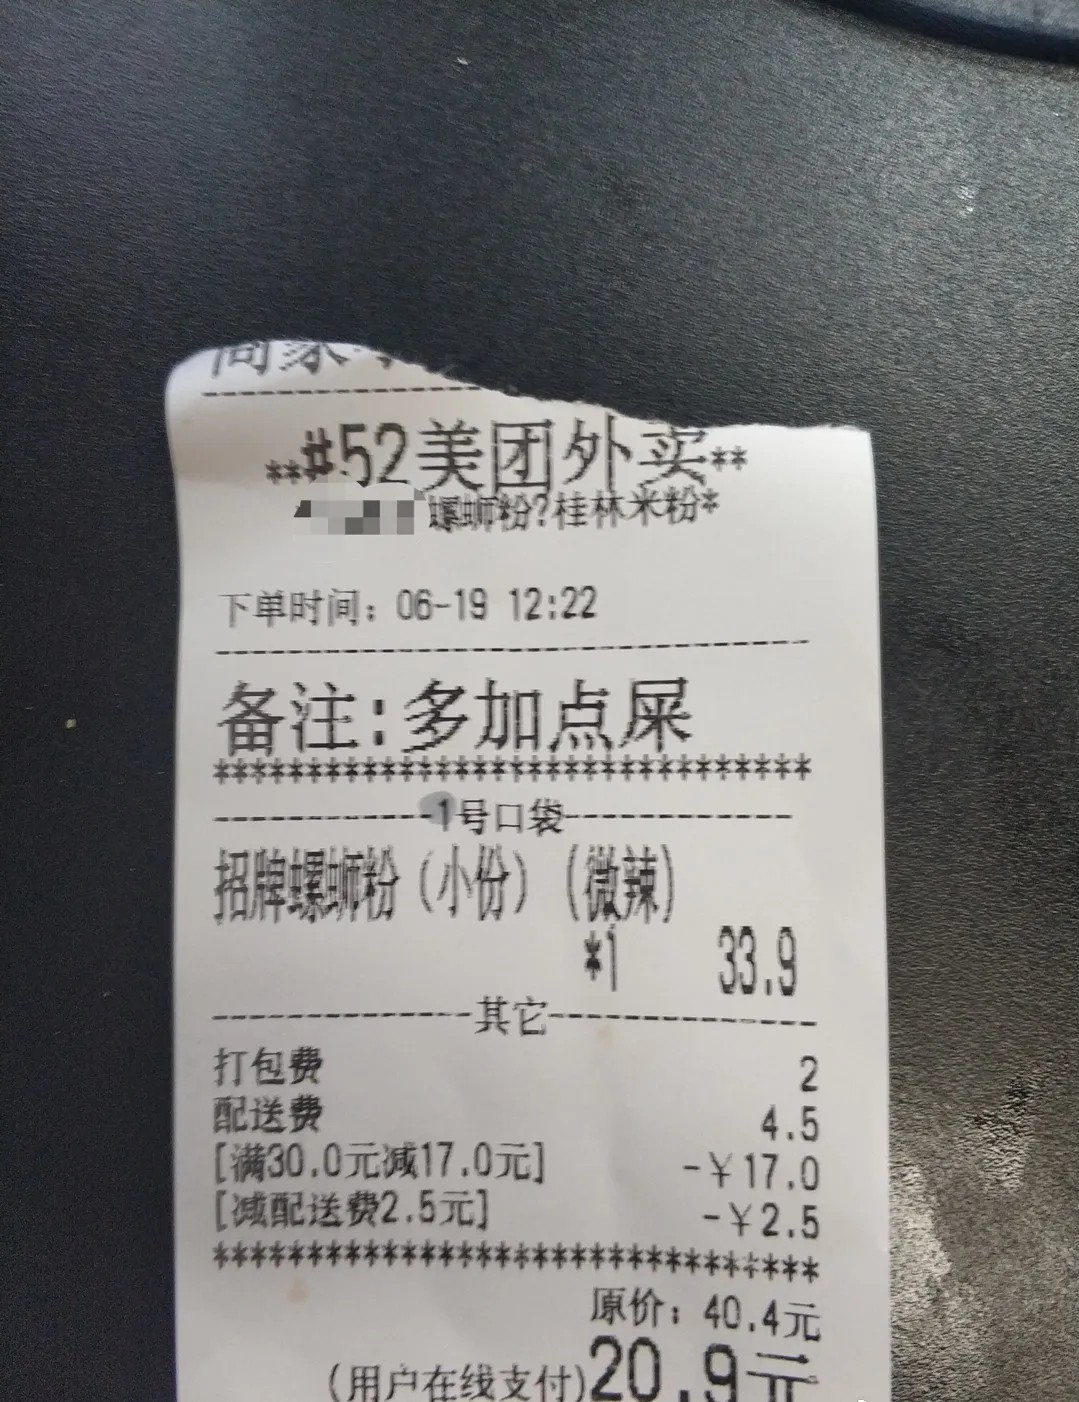 **#52美团外卖**
螺蛳粉?桂林米粉*
下单时间: 06-19 12:22
备注:多加点屎
********************************
1号口袋
招牌螺蛳粉(小份)(微辣)
*1 33.9
其它
打包费 2
配送费 4.5
[满30.0元减17.0元] -¥17.0
[减配送费2.5元] -¥2.5
********************************
原价: 40.4元
(用户在线支付)20.9元